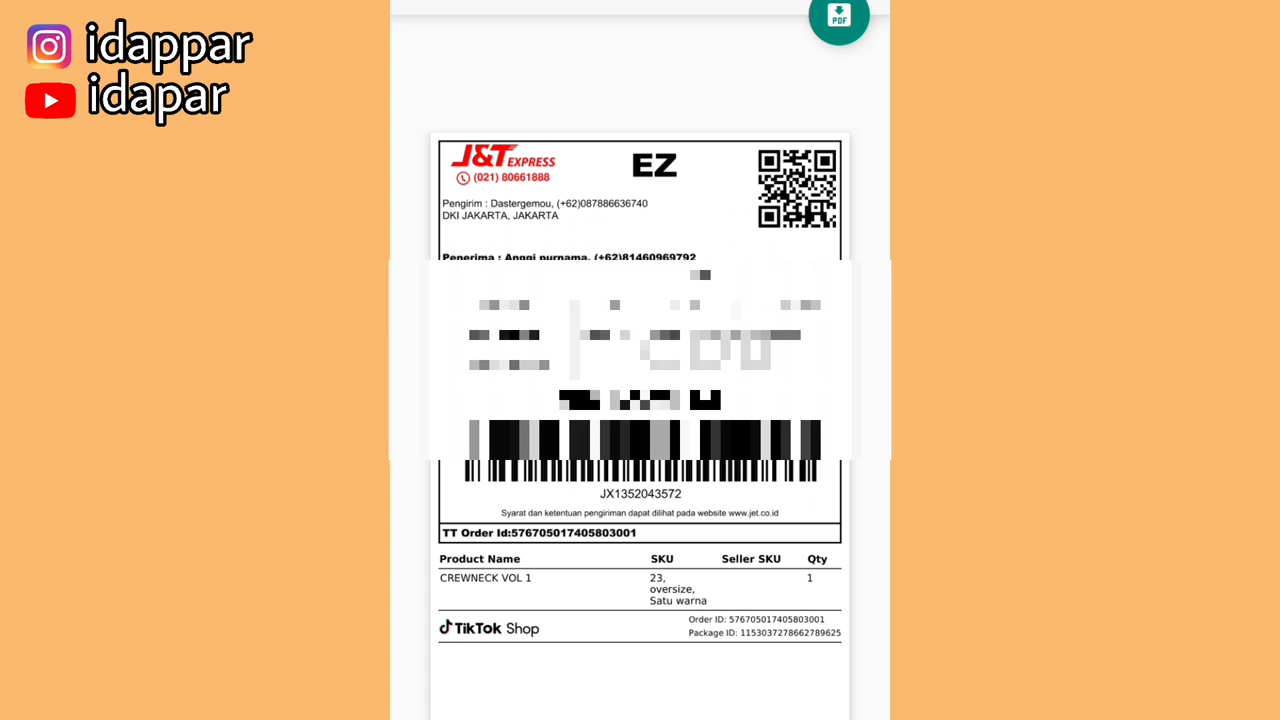 idappar
idapar
PDF
J&T EXPRESS
(021) 80661888
EZ
Pengirim : Dastergemou, (+62)087886636740
DKI JAKARTA, JAKARTA
Penerima : Anggi purnama, (+62)81460969792
JX1352043572
Syarat dan ketentuan pengiriman dapat dilihat pada website www.jet.co.id
TT Order Id:576705017405803001
Product Name SKU Seller SKU Qty
CREWNECK VOL 1 23, 1
oversize,
Satu warna
TikTok Shop
Order ID: 576705017405803001
Package ID: 1153037278662789625